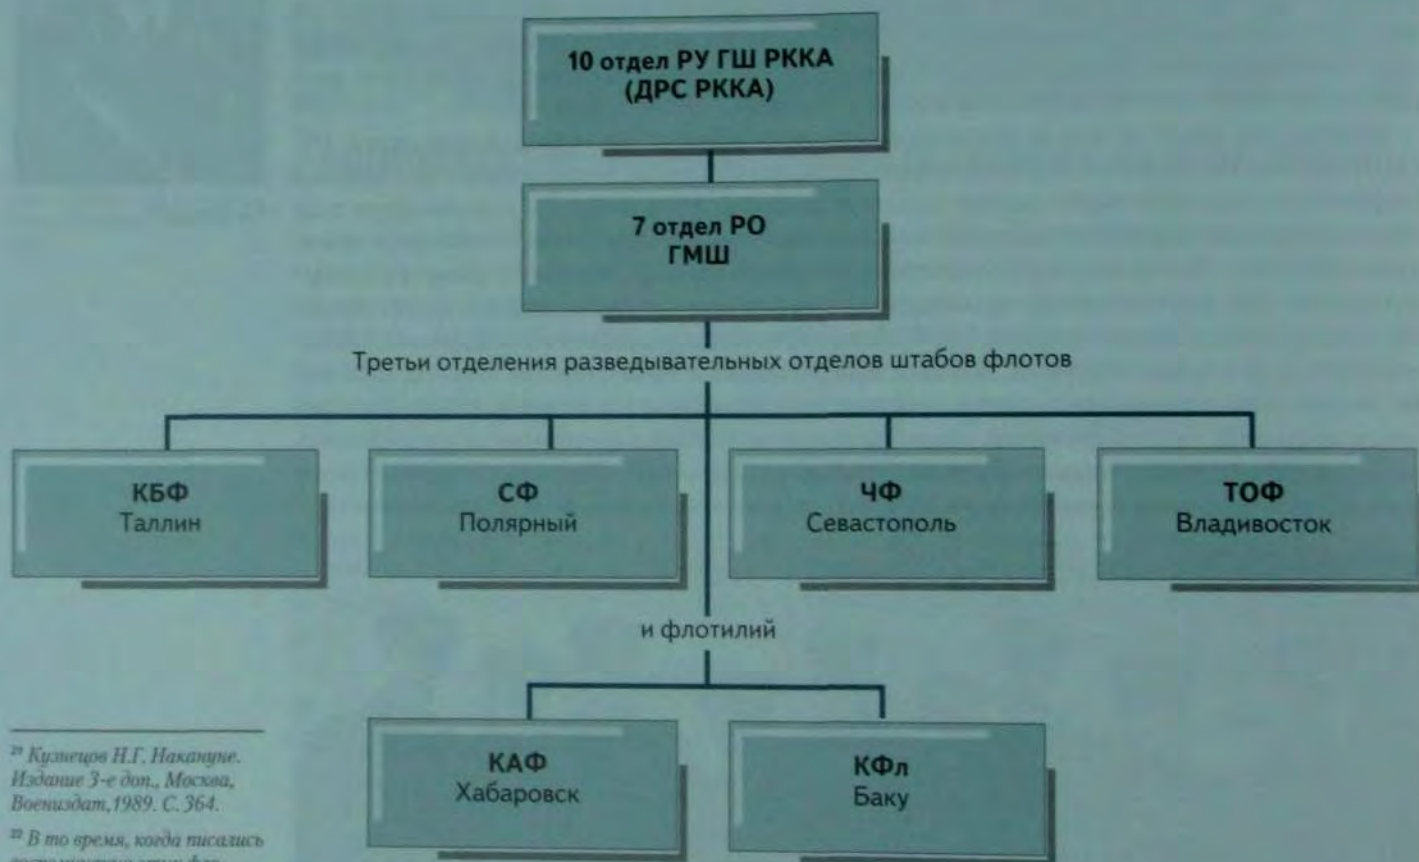 10 отдел РУ ГШ РККА
(ДРС РККА)
7 отдел РО
ГМШ
Третьи отделения разведывательных отделов штабов флотов
КБФ
Таллин
СФ
Полярный
ЧФ
Севастополь
ТОФ
Владивосток
и флотилий
КАФ
Хабаровск
КФл
Баку
Кузнецов Н.Г. Накануне.
Издание 3-е доп., Москва,
Воениздат, 1989. С. 364.
В то время, когда писались